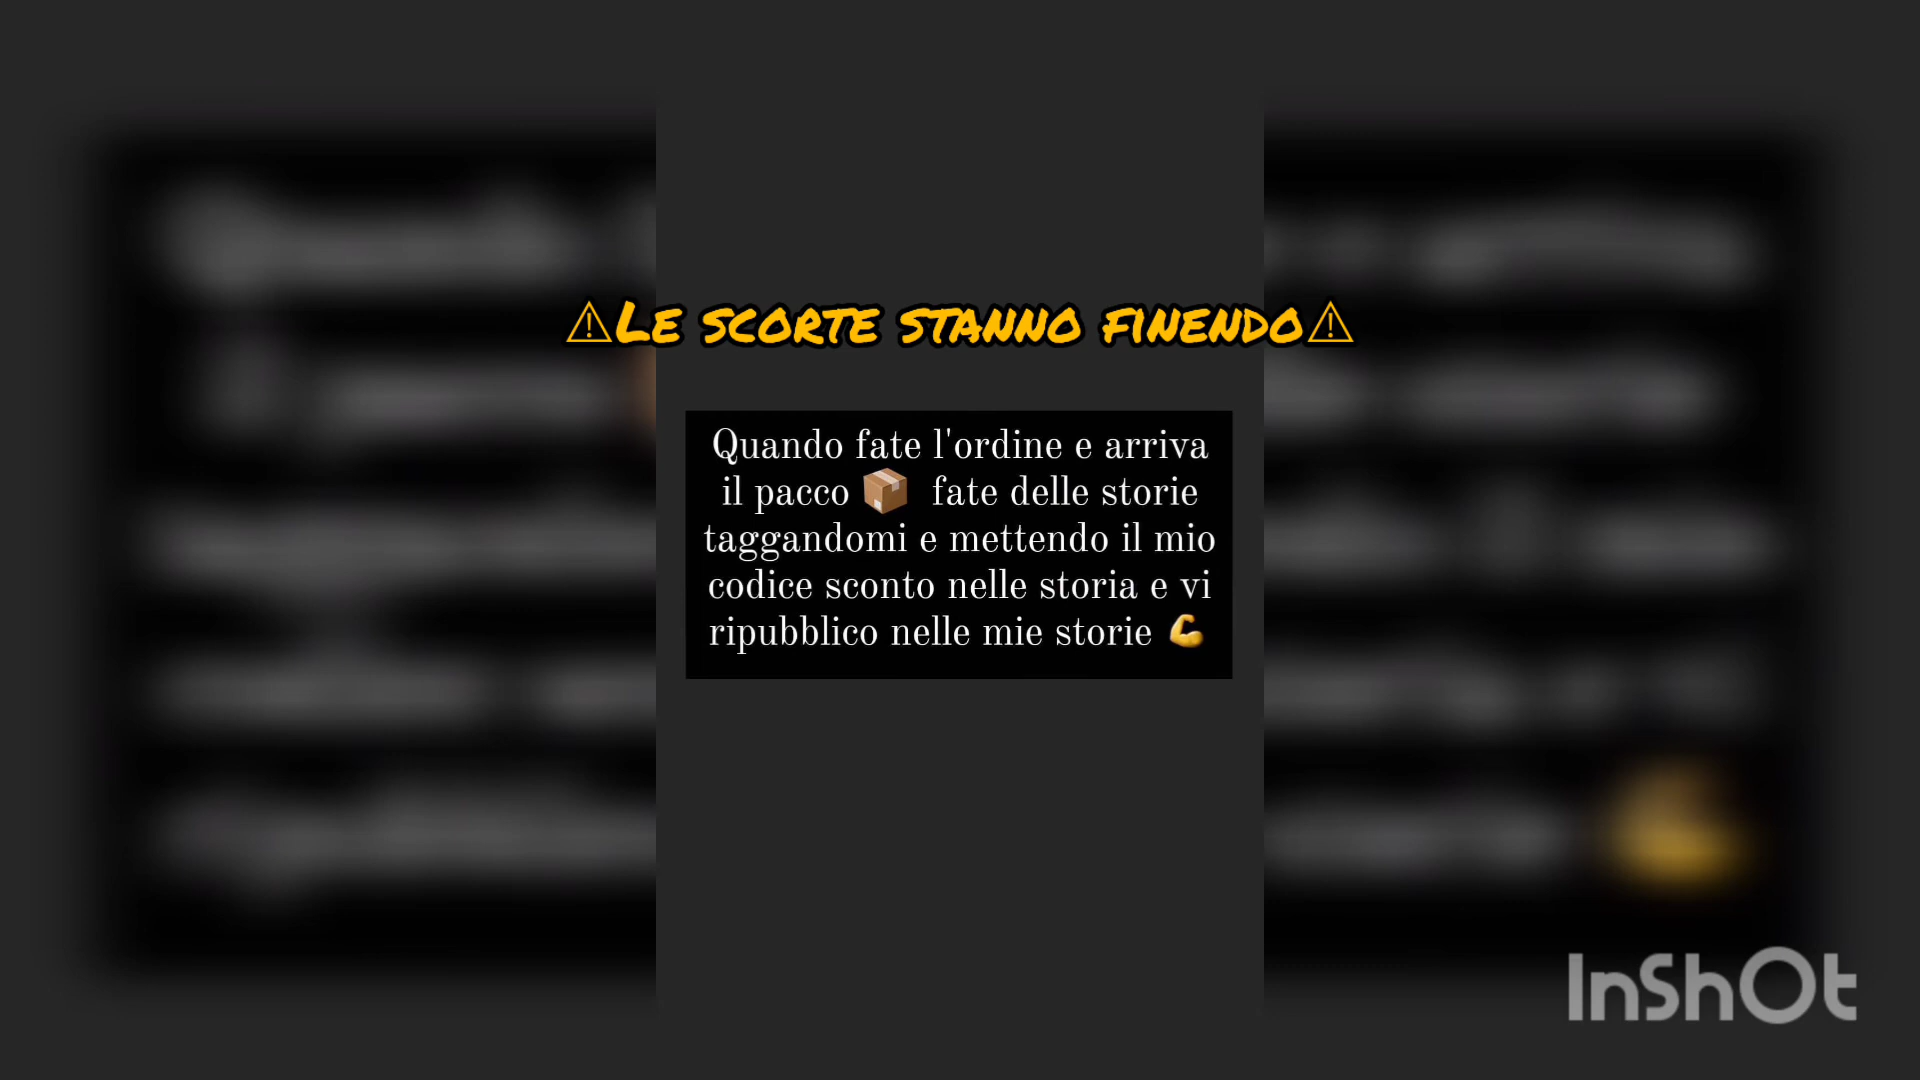 ⚠Le scorte stanno finendo⚠
Quando fate l'ordine e arriva
il pacco 📦 fate delle storie
taggandomi e mettendo il mio
codice sconto nelle storia e vi
ripubblico nelle mie storie 💪
InShOt